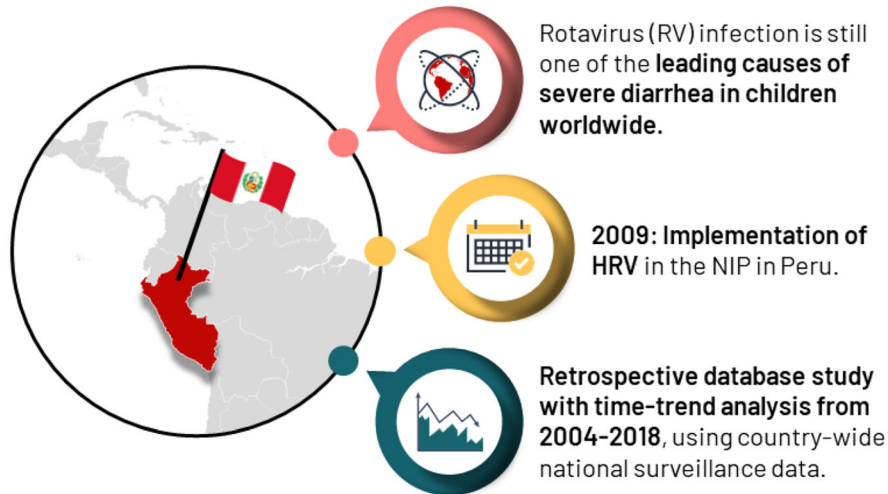 Rotavirus (RV) infection is still
one of the leading causes of
severe diarrhea in children
worldwide.
2009: Implementation of
HRV in the NIP in Peru.
Retrospective database study
with time-trend analysis from
2004-2018, using country-wide
national surveillance data.